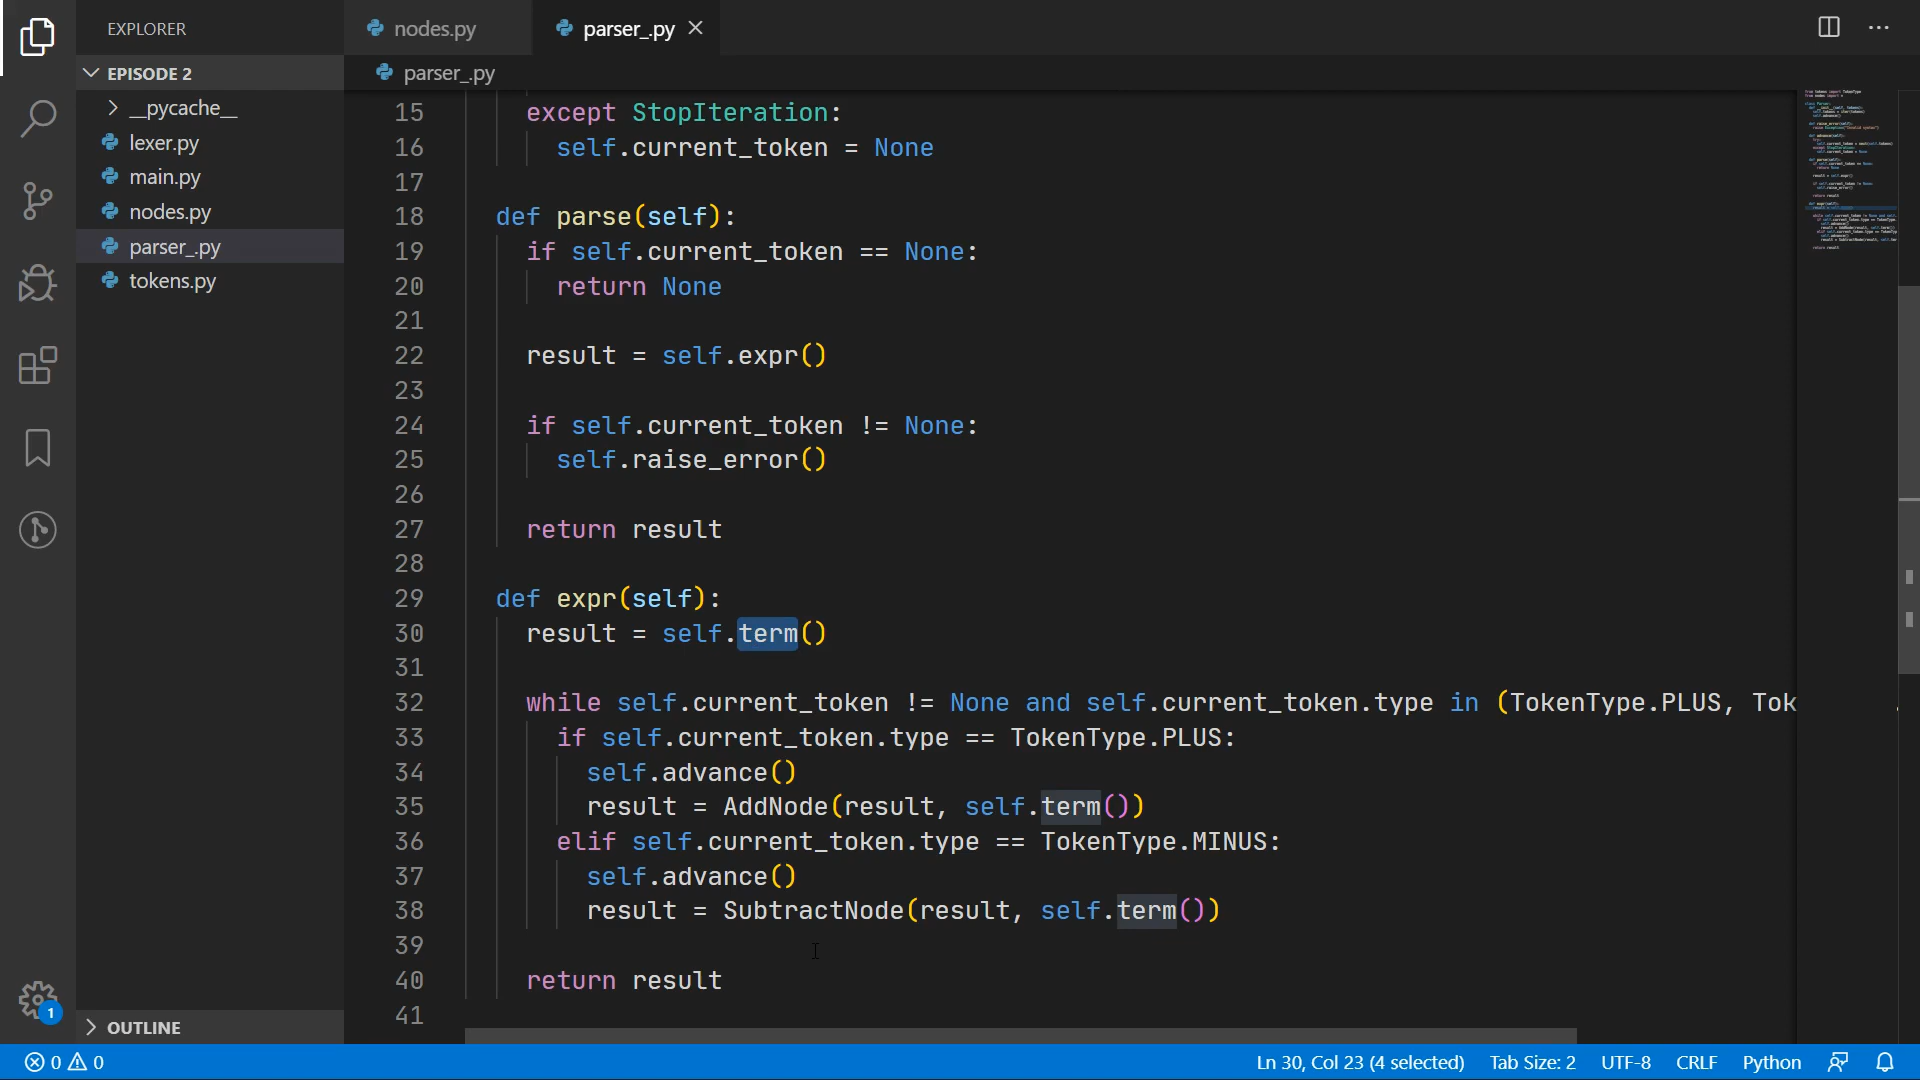 EXPLORER
EPISODE 2
__pycache__
lexer.py
main.py
nodes.py
parser_.py
tokens.py
OUTLINE
nodes.py
parser_.py
parser_.py
15 except StopIteration:
16 self.current_token = None
17
18 def parse(self):
19 if self.current_token == None:
20 return None
21
22 result = self.expr()
23
24 if self.current_token != None:
25 self.raise_error()
26
27 return result
28
29 def expr(self):
30 result = self.term()
31
32 while self.current_token != None and self.current_token.type in (TokenType.PLUS, Tok
33 if self.current_token.type == TokenType.PLUS:
34 self.advance()
35 result = AddNode(result, self.term())
36 elif self.current_token.type == TokenType.MINUS:
37 self.advance()
38 result = SubtractNode(result, self.term())
39
40 return result
41
1
0 0
Ln 30, Col 23 (4 selected) Tab Size: 2 UTF-8 CRLF Python